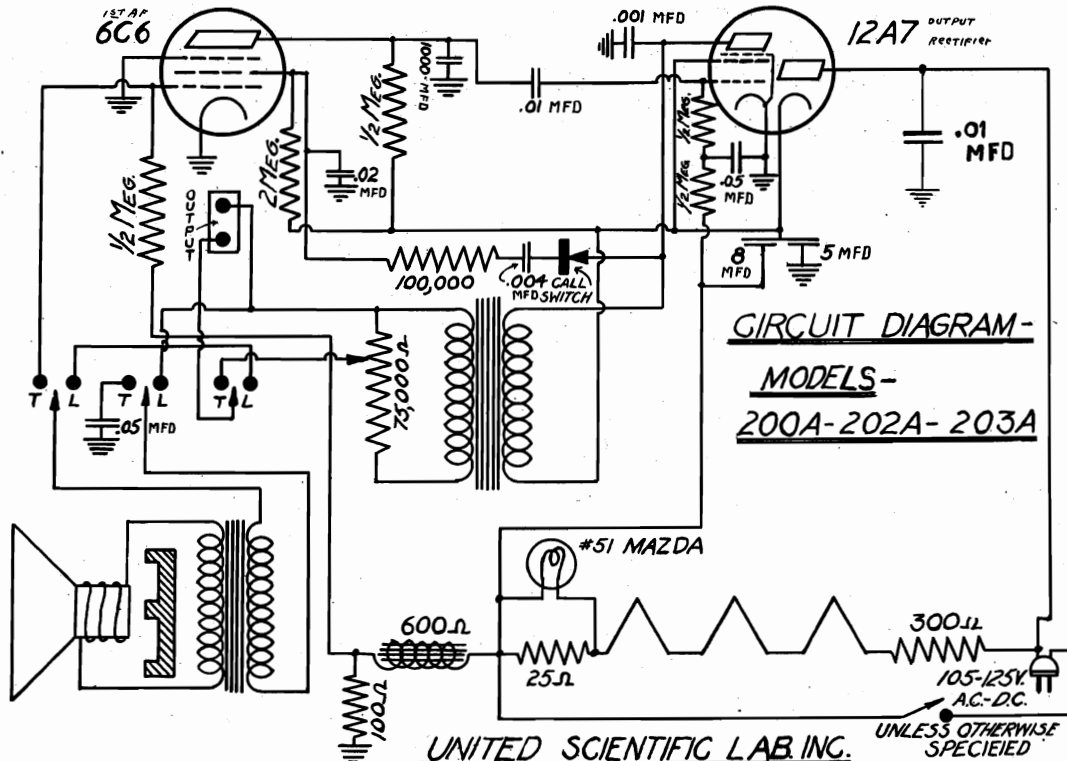 1ST AF
6C6
.001 MFD
12A7
OUTPUT
RECTIFIER
½ MEG.
.0001
MFD
.01 MFD
½ MEG.
½ MEG.
.05
MFD
.01
MFD
½ MEG.
OUTPUT
2 MEG.
.02
MFD
100,000
.004
MFD
CALL
SWITCH
8
MFD
5 MFD
CIRCUIT DIAGRAM-
MODELS-
200A-202A-203A
T L T L T L
.05 MFD
75,000Ω
#51 MAZDA
600Ω
25Ω
300Ω
100Ω
105-125V.
A.C.-D.C.
UNLESS OTHERWISE
SPECIEIED
UNITED SCIENTIFIC LAB. INC.